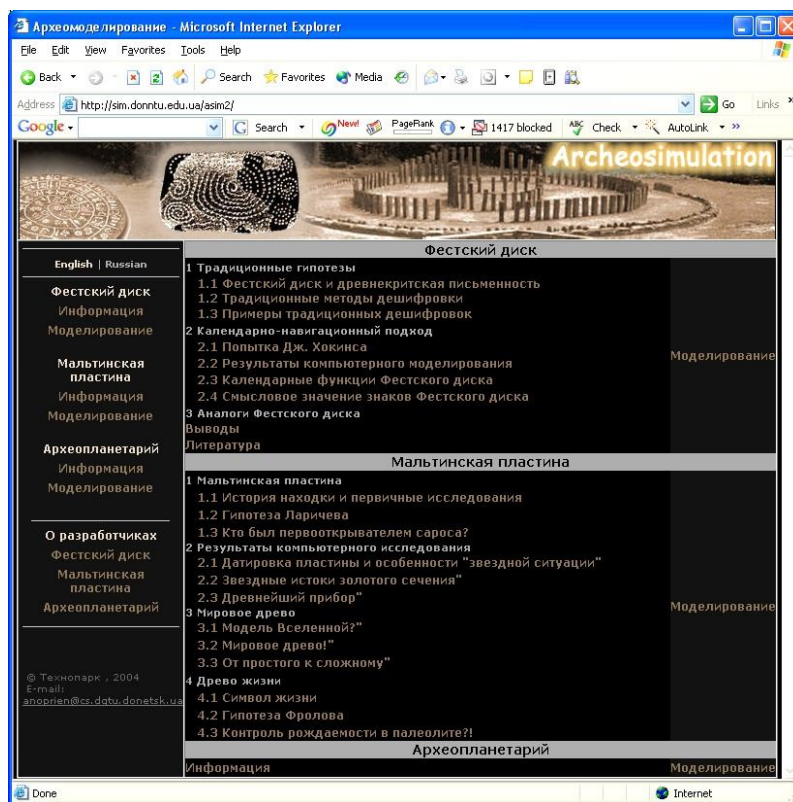 Археомоделирование - Microsoft Internet Explorer
File Edit View Favorites Tools Help
Back Search Favorites Media
Address http://sim.donntu.edu.ua/asim2/ Go Links »
Google Search New! PageRank 1417 blocked ABC Check AutoLink »
Archeosimulation
English | Russian
Фестский диск
Информация
Моделирование
Мальтинская
пластина
Информация
Моделирование
Археопланетарий
Информация
Моделирование
О разработчиках
Фестский диск
Мальтинская
пластина
Археопланетарий
© Технопарк , 2004
E-mail:
anoprien@cs.dgtu.donetsk.ua
Фестский диск
1 Традиционные гипотезы
1.1 Фестский диск и древнекритская письменность
1.2 Традиционные методы дешифровки
1.3 Примеры традиционных дешифровок
2 Календарно-навигационный подход
2.1 Попытка Дж. Хокинса
2.2 Результаты компьютерного моделирования
2.3 Календарные функции Фестского диска
2.4 Смысловое значение знаков Фестского диска
3 Аналоги Фестского диска
Выводы
Литература
Моделирование
Мальтинская пластина
1 Мальтинская пластина
1.1 История находки и первичные исследования
1.2 Гипотеза Ларичева
1.3 Кто был первооткрывателем сароса?
2 Результаты компьютерного исследования
2.1 Датировка пластины и особенности "звездной ситуации"
2.2 Звездные истоки золотого сечения"
2.3 Древнейший прибор"
3 Мировое древо
3.1 Модель Вселенной?"
3.2 Мировое древо!"
3.3 От простого к сложному"
4 Древо жизни
4.1 Символ жизни
4.2 Гипотеза Фролова
4.3 Контроль рождаемости в палеолите?!
Моделирование
Археопланетарий
Информация Моделирование
Done Internet